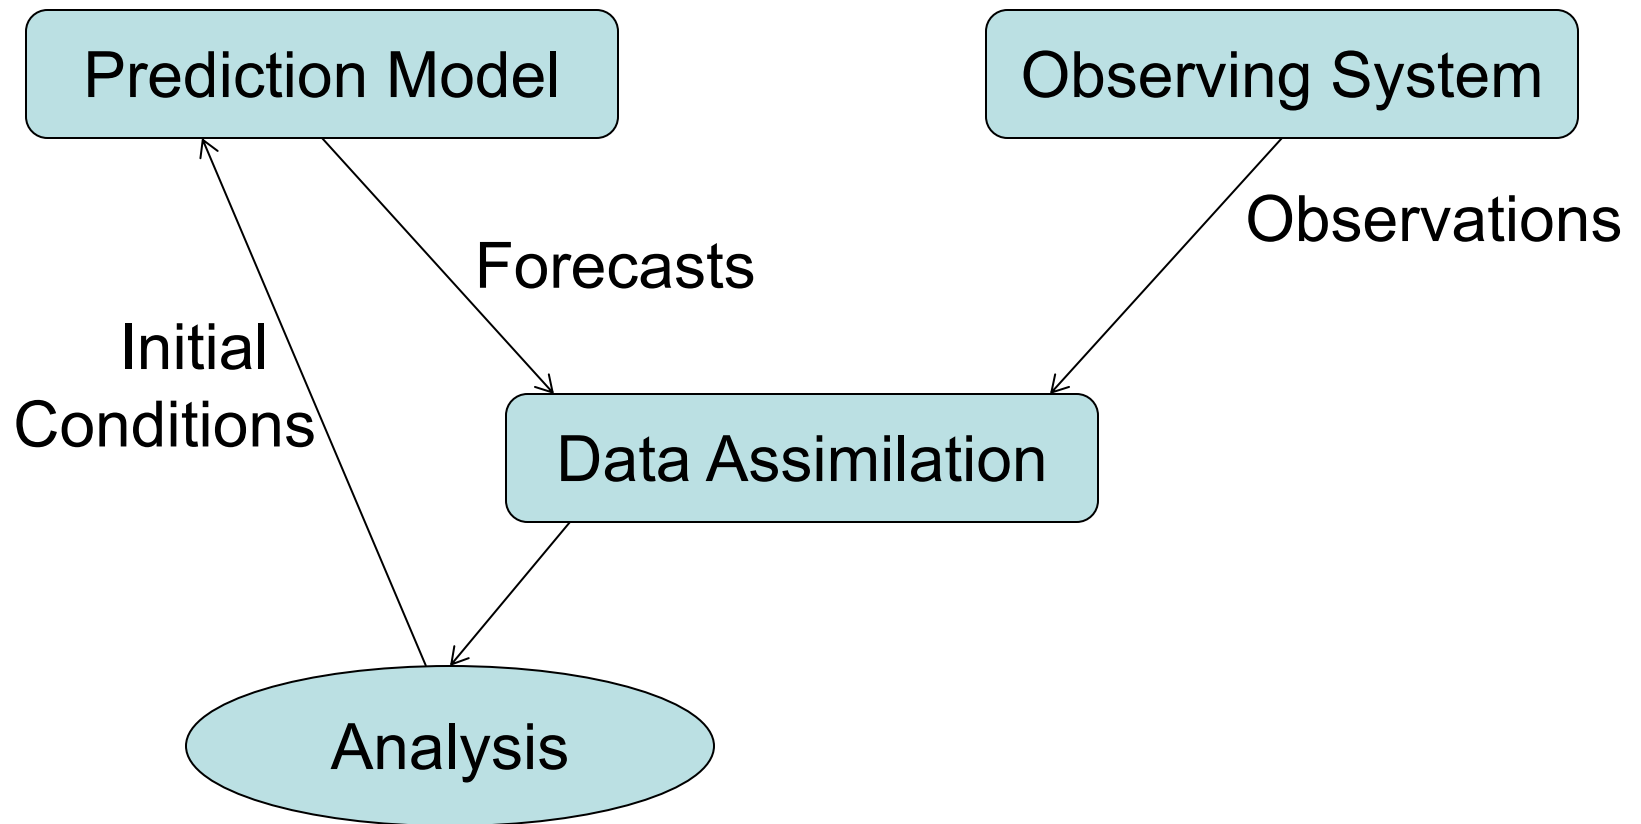 Prediction Model
Observing System
Observations
Forecasts
Initial
Conditions
Data Assimilation
Analysis